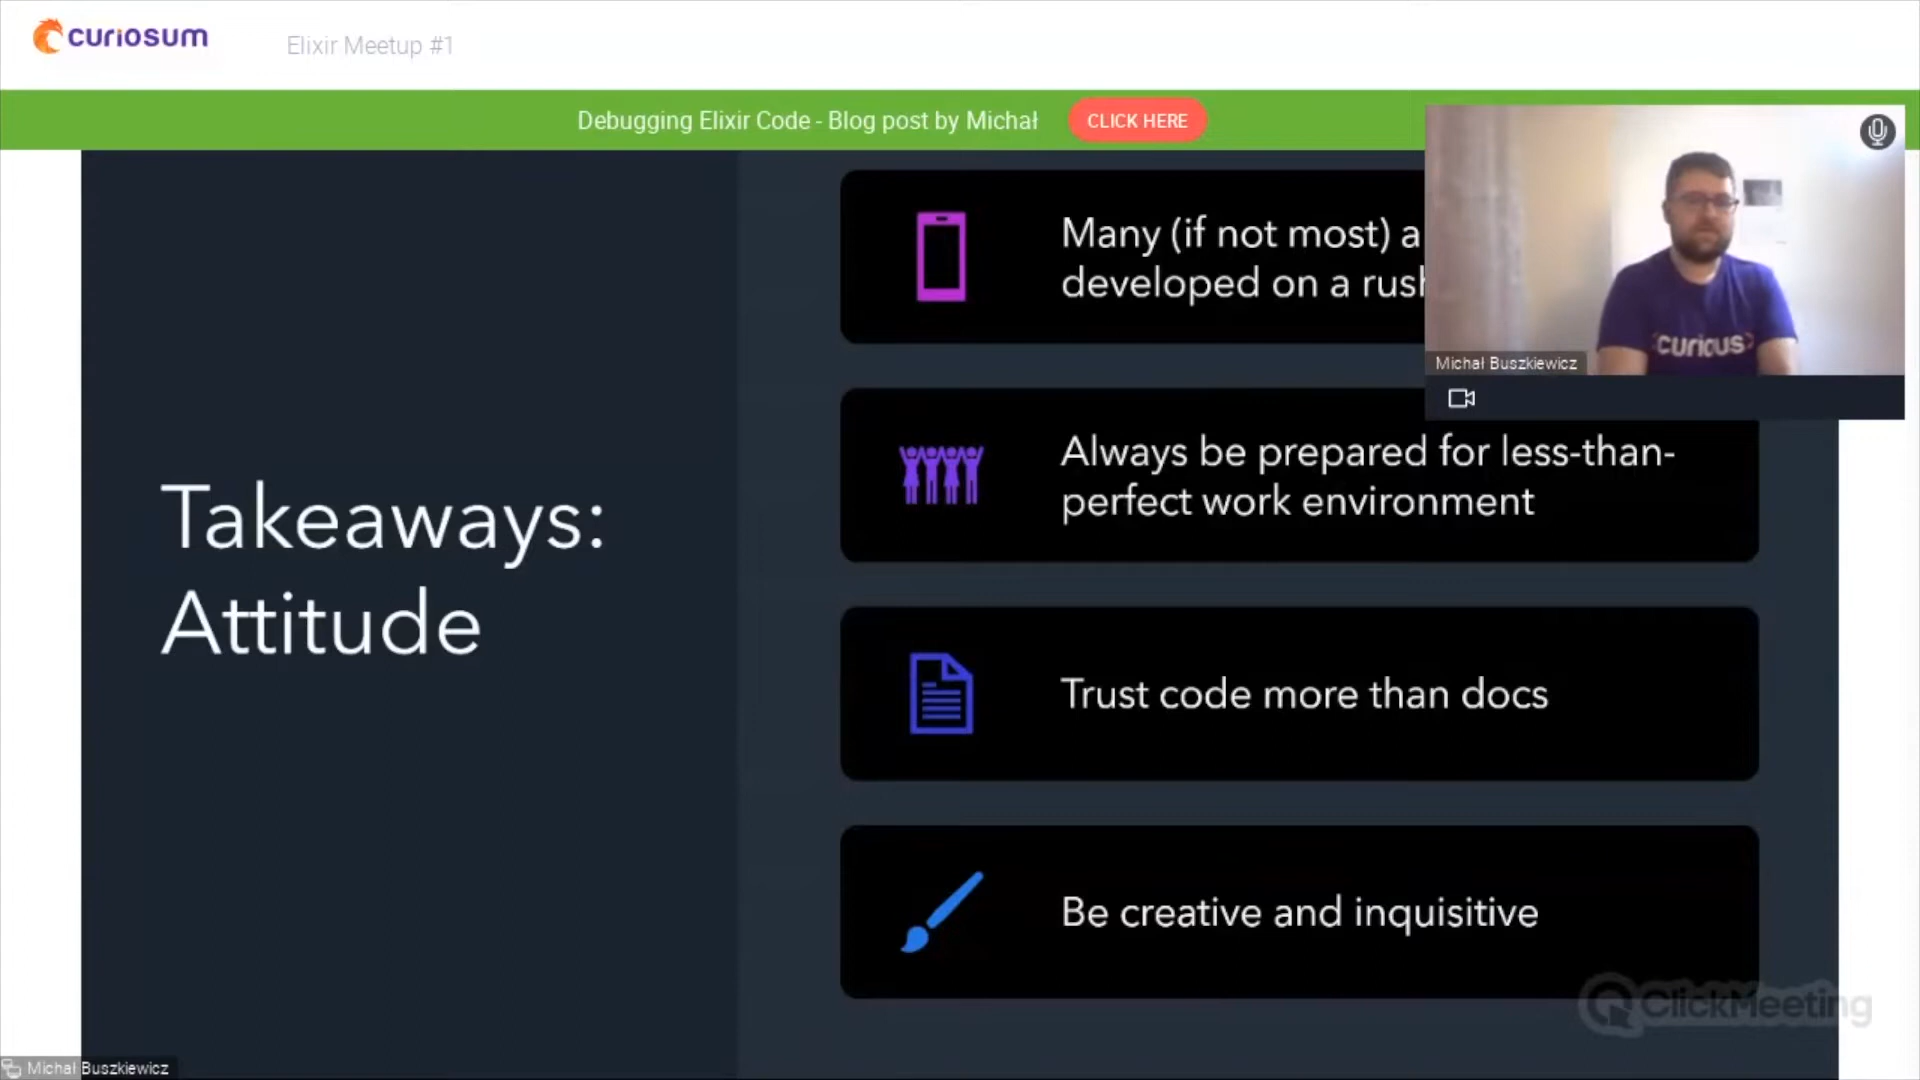 curiosum
Elixir Meetup #1
Debugging Elixir Code - Blog post by Michał
CLICK HERE
Takeaways:
Attitude
Many (if not most) a
developed on a rush
Always be prepared for less-than-
perfect work environment
Trust code more than docs
Be creative and inquisitive
curious
Michał Buszkiewicz
ClickMeeting
Michał Buszkiewicz